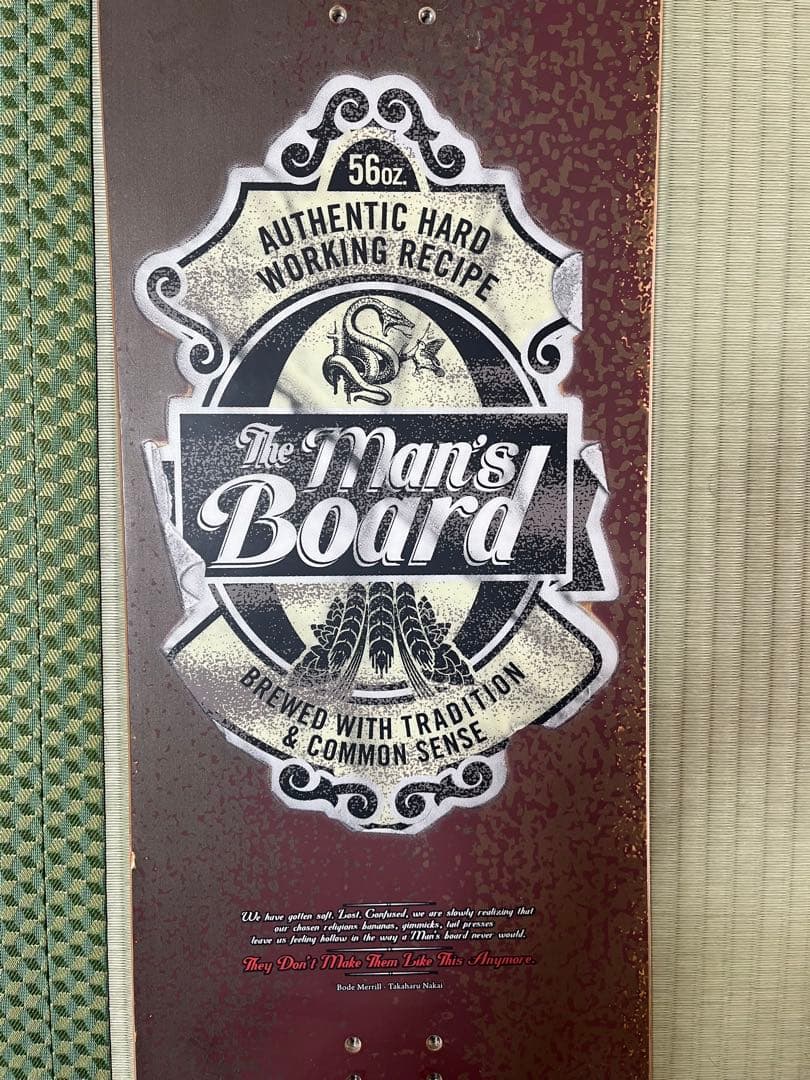 56oz.
AUTHENTIC HARD
WORKING RECIPE
The Man's
Board
BREWED WITH TRADITION
& COMMON SENSE
We have gotten soft. Lost. Confused, we are slowly realizing that
our chosen religions bananas, gimmicks, tail presses
leave us feeling hollow in the way a Man's board never would.
They Don't Make Them Like This Anymore.
Bode Merrill - Takaharu Nakai